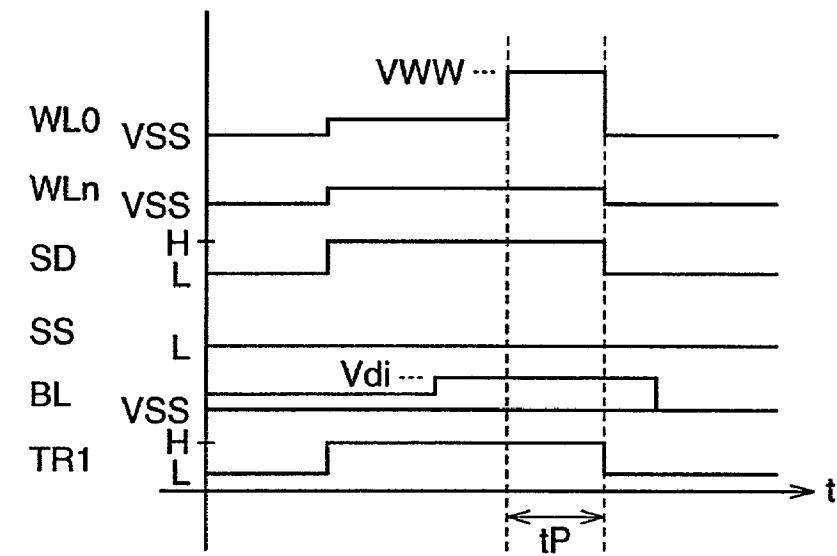 VWW ...
WL0 VSS
WLn VSS
H
SD
L
SS L
Vdi ...
BL VSS
H
TR1
L
t
tP